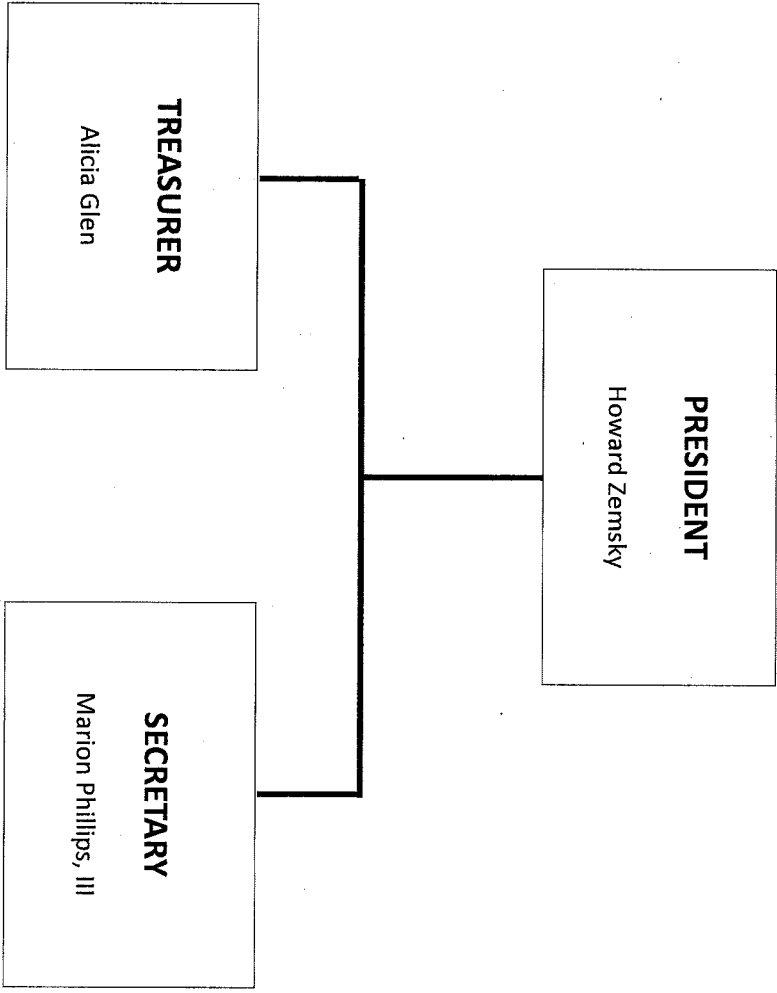 PRESIDENT
Howard Zemsky
TREASURER
Alicia Glen
SECRETARY
Marion Phillips, III